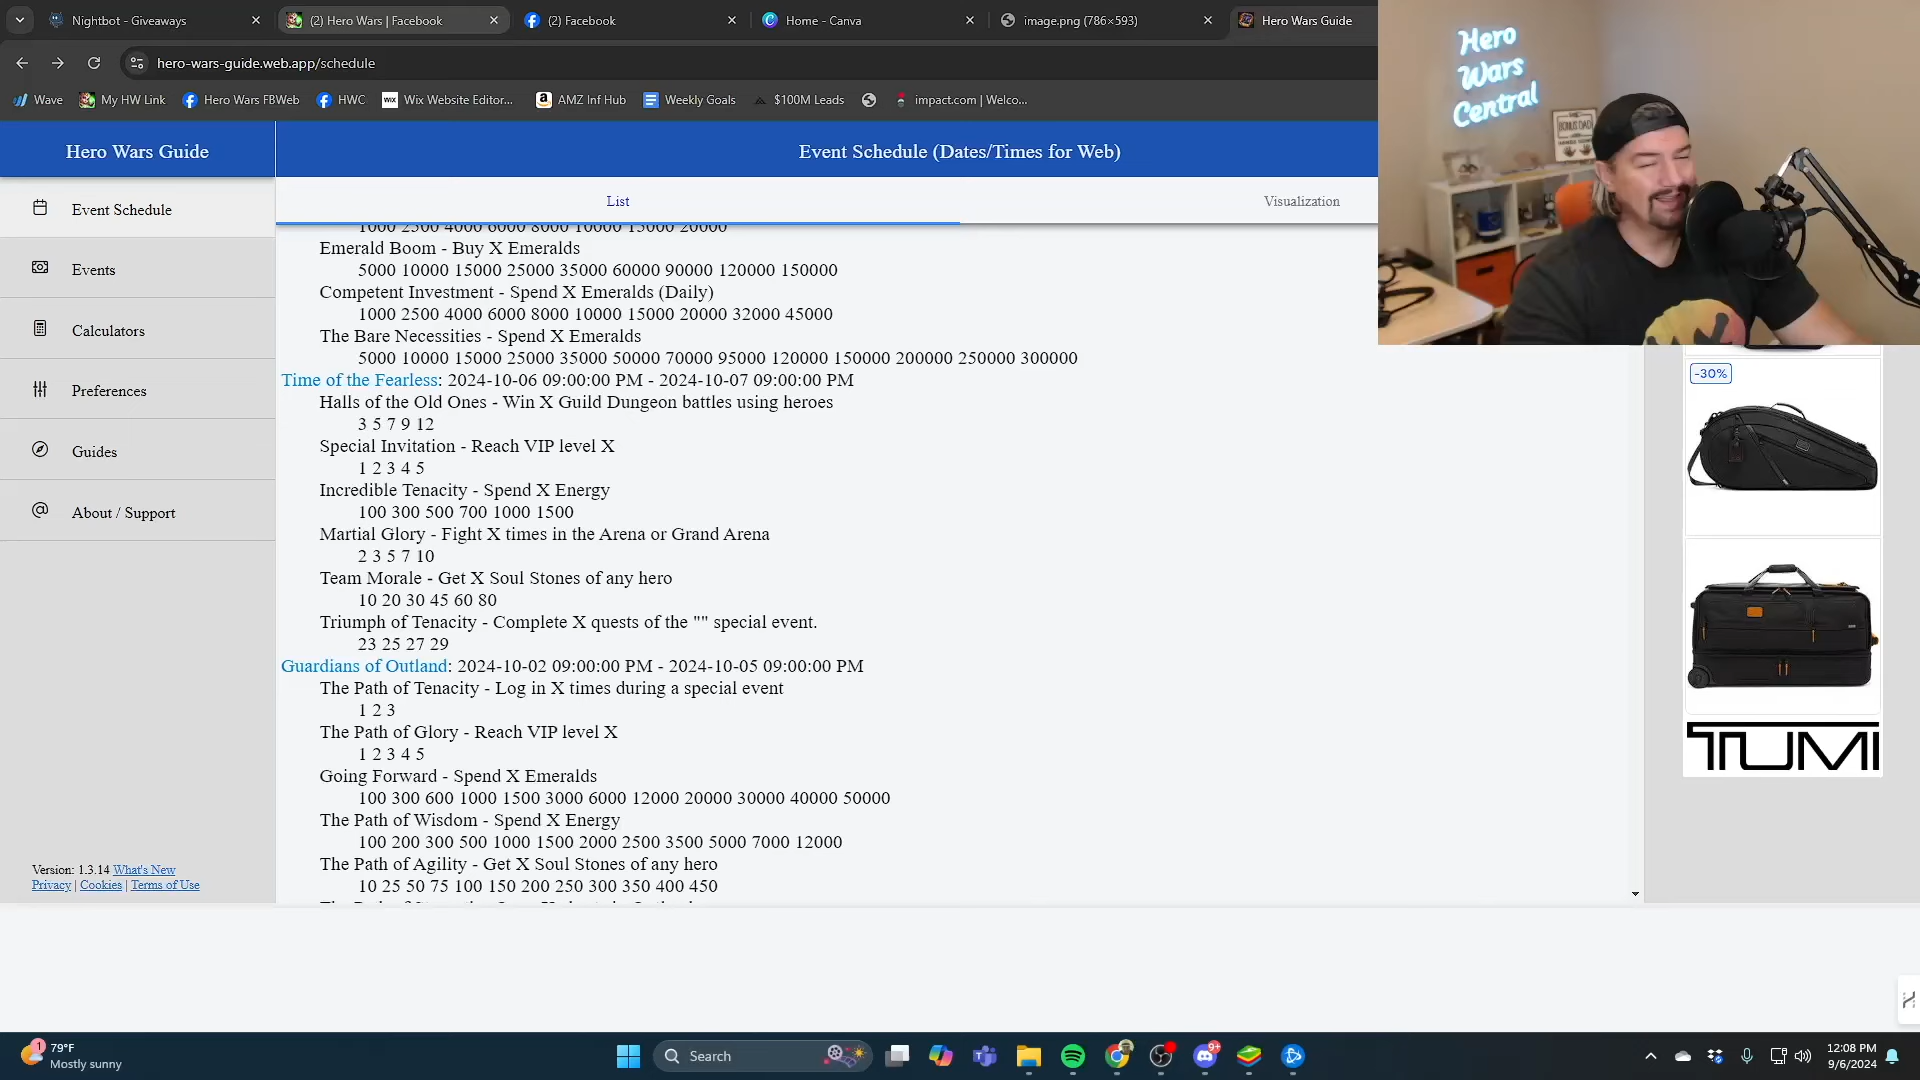 Nightbot - Giveaways
(2) Hero Wars | Facebook
(2) Facebook
Home - Canva
image.png (786×593)
Hero Wars Guide
hero-wars-guide.web.app/schedule
Wave
My HW Link
Hero Wars FBWeb
HWC
WIX
Wix Website Editor...
AMZ Inf Hub
Weekly Goals
$100M Leads
impact.com | Welco...
Hero
Wars
Central
BONUS DAD
Hero Wars Guide
Event Schedule (Dates/Times for Web)
List
Visualization
Event Schedule
Events
Calculators
Preferences
Guides
About / Support
1000 2500 4000 6000 8000 10000 15000 20000
Emerald Boom - Buy X Emeralds
5000 10000 15000 25000 35000 60000 90000 120000 150000
Competent Investment - Spend X Emeralds (Daily)
1000 2500 4000 6000 8000 10000 15000 20000 32000 45000
The Bare Necessities - Spend X Emeralds
5000 10000 15000 25000 35000 50000 70000 95000 120000 150000 200000 250000 300000
Time of the Fearless: 2024-10-06 09:00:00 PM - 2024-10-07 09:00:00 PM
Halls of the Old Ones - Win X Guild Dungeon battles using heroes
3 5 7 9 12
Special Invitation - Reach VIP level X
1 2 3 4 5
Incredible Tenacity - Spend X Energy
100 300 500 700 1000 1500
Martial Glory - Fight X times in the Arena or Grand Arena
2 3 5 7 10
Team Morale - Get X Soul Stones of any hero
10 20 30 45 60 80
Triumph of Tenacity - Complete X quests of the "" special event.
23 25 27 29
Guardians of Outland: 2024-10-02 09:00:00 PM - 2024-10-05 09:00:00 PM
The Path of Tenacity - Log in X times during a special event
1 2 3
The Path of Glory - Reach VIP level X
1 2 3 4 5
Going Forward - Spend X Emeralds
100 300 600 1000 1500 3000 6000 12000 20000 30000 40000 50000
The Path of Wisdom - Spend X Energy
100 200 300 500 1000 1500 2000 2500 3500 5000 7000 12000
The Path of Agility - Get X Soul Stones of any hero
10 25 50 75 100 150 200 250 300 350 400 450
-30%
TUMI
Version: 1.3.14 What's New
Privacy | Cookies | Terms of Use
1
79°F
Mostly sunny
Search
9+
12:08 PM
9/6/2024